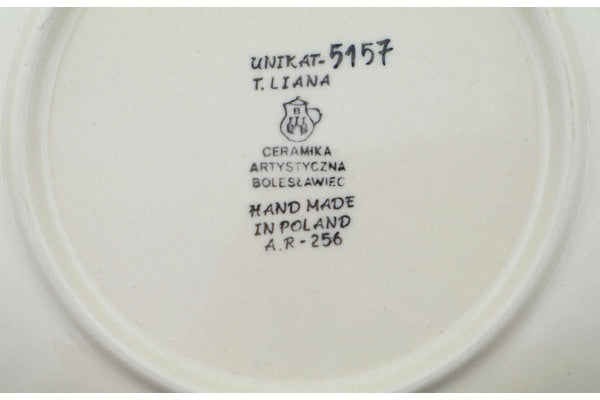 UNIKAT-5157
T. LIANA
B
CERAMIKA
ARTYSTYCZNA
BOLESŁAWIEC
HAND MADE
IN POLAND
A.R-256